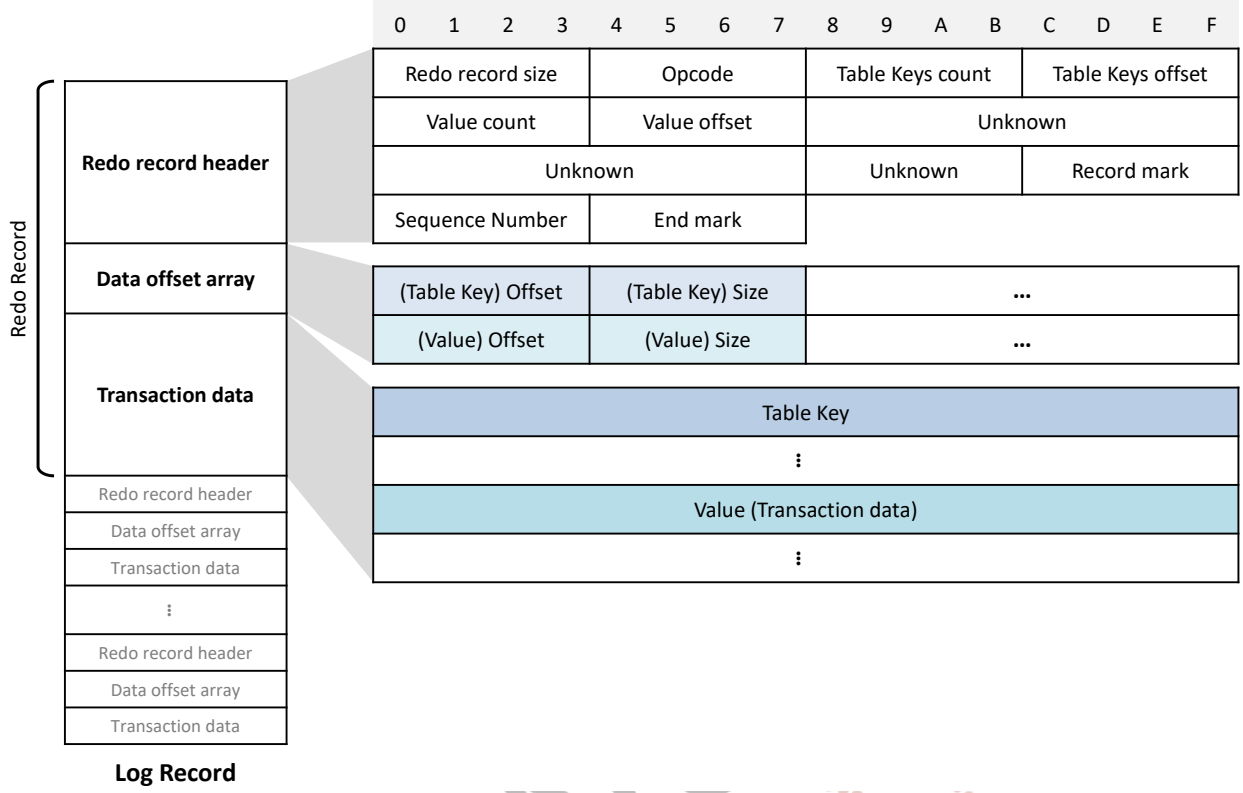 0 1 2 3 4 5 6 7 8 9 A B C D E F
Redo record size Opcode Table Keys count Table Keys offset
Value count Value offset Unknown
Unknown Unknown Record mark
Sequence Number End mark
(Table Key) Offset (Table Key) Size ...
(Value) Offset (Value) Size ...
Table Key
⋮
Value (Transaction data)
⋮
Redo Record
Redo record header
Data offset array
Transaction data
Redo record header
Data offset array
Transaction data
⋮
Redo record header
Data offset array
Transaction data
Log Record